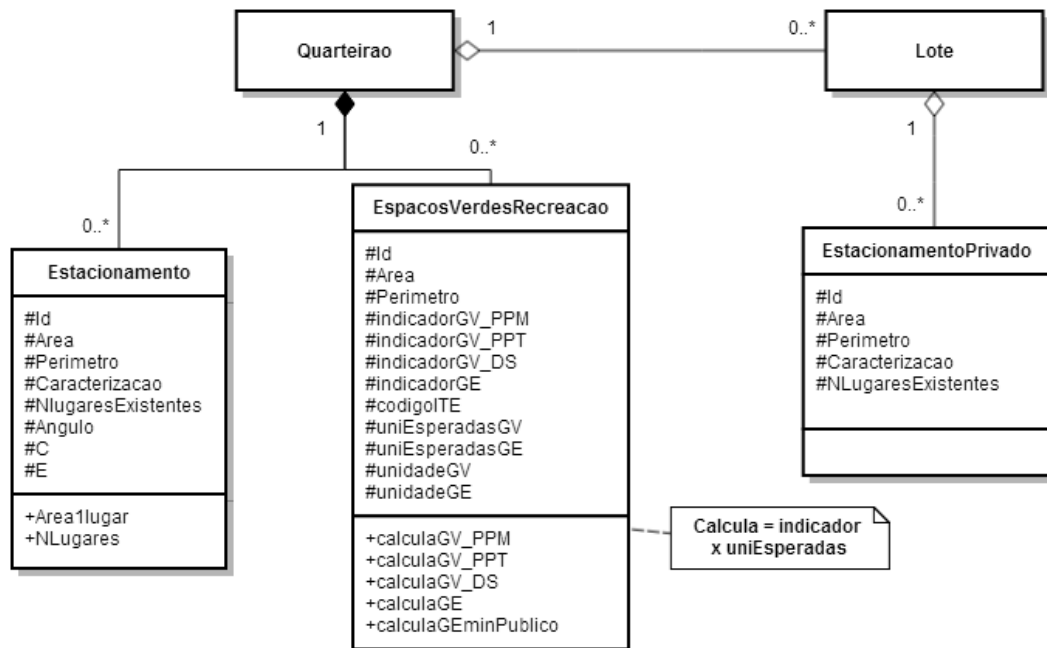 Quarteirao
1
0..*
Lote
1
0..*
0..*
1
0..*
Estacionamento
#Id
#Area
#Perimetro
#Caracterizacao
#NlugaresExistentes
#Angulo
#C
#E
+Area1lugar
+NLugares
EspacosVerdesRecreacao
#Id
#Area
#Perimetro
#indicadorGV_PPM
#indicadorGV_PPT
#indicadorGV_DS
#indicadorGE
#codigoITE
#uniEsperadasGV
#uniEsperadasGE
#unidadeGV
#unidadeGE
+calculaGV_PPM
+calculaGV_PPT
+calculaGV_DS
+calculaGE
+calculaGEminPublico
Calcula = indicador
x uniEsperadas
EstacionamentoPrivado
#Id
#Area
#Perimetro
#Caracterizacao
#NLugaresExistentes